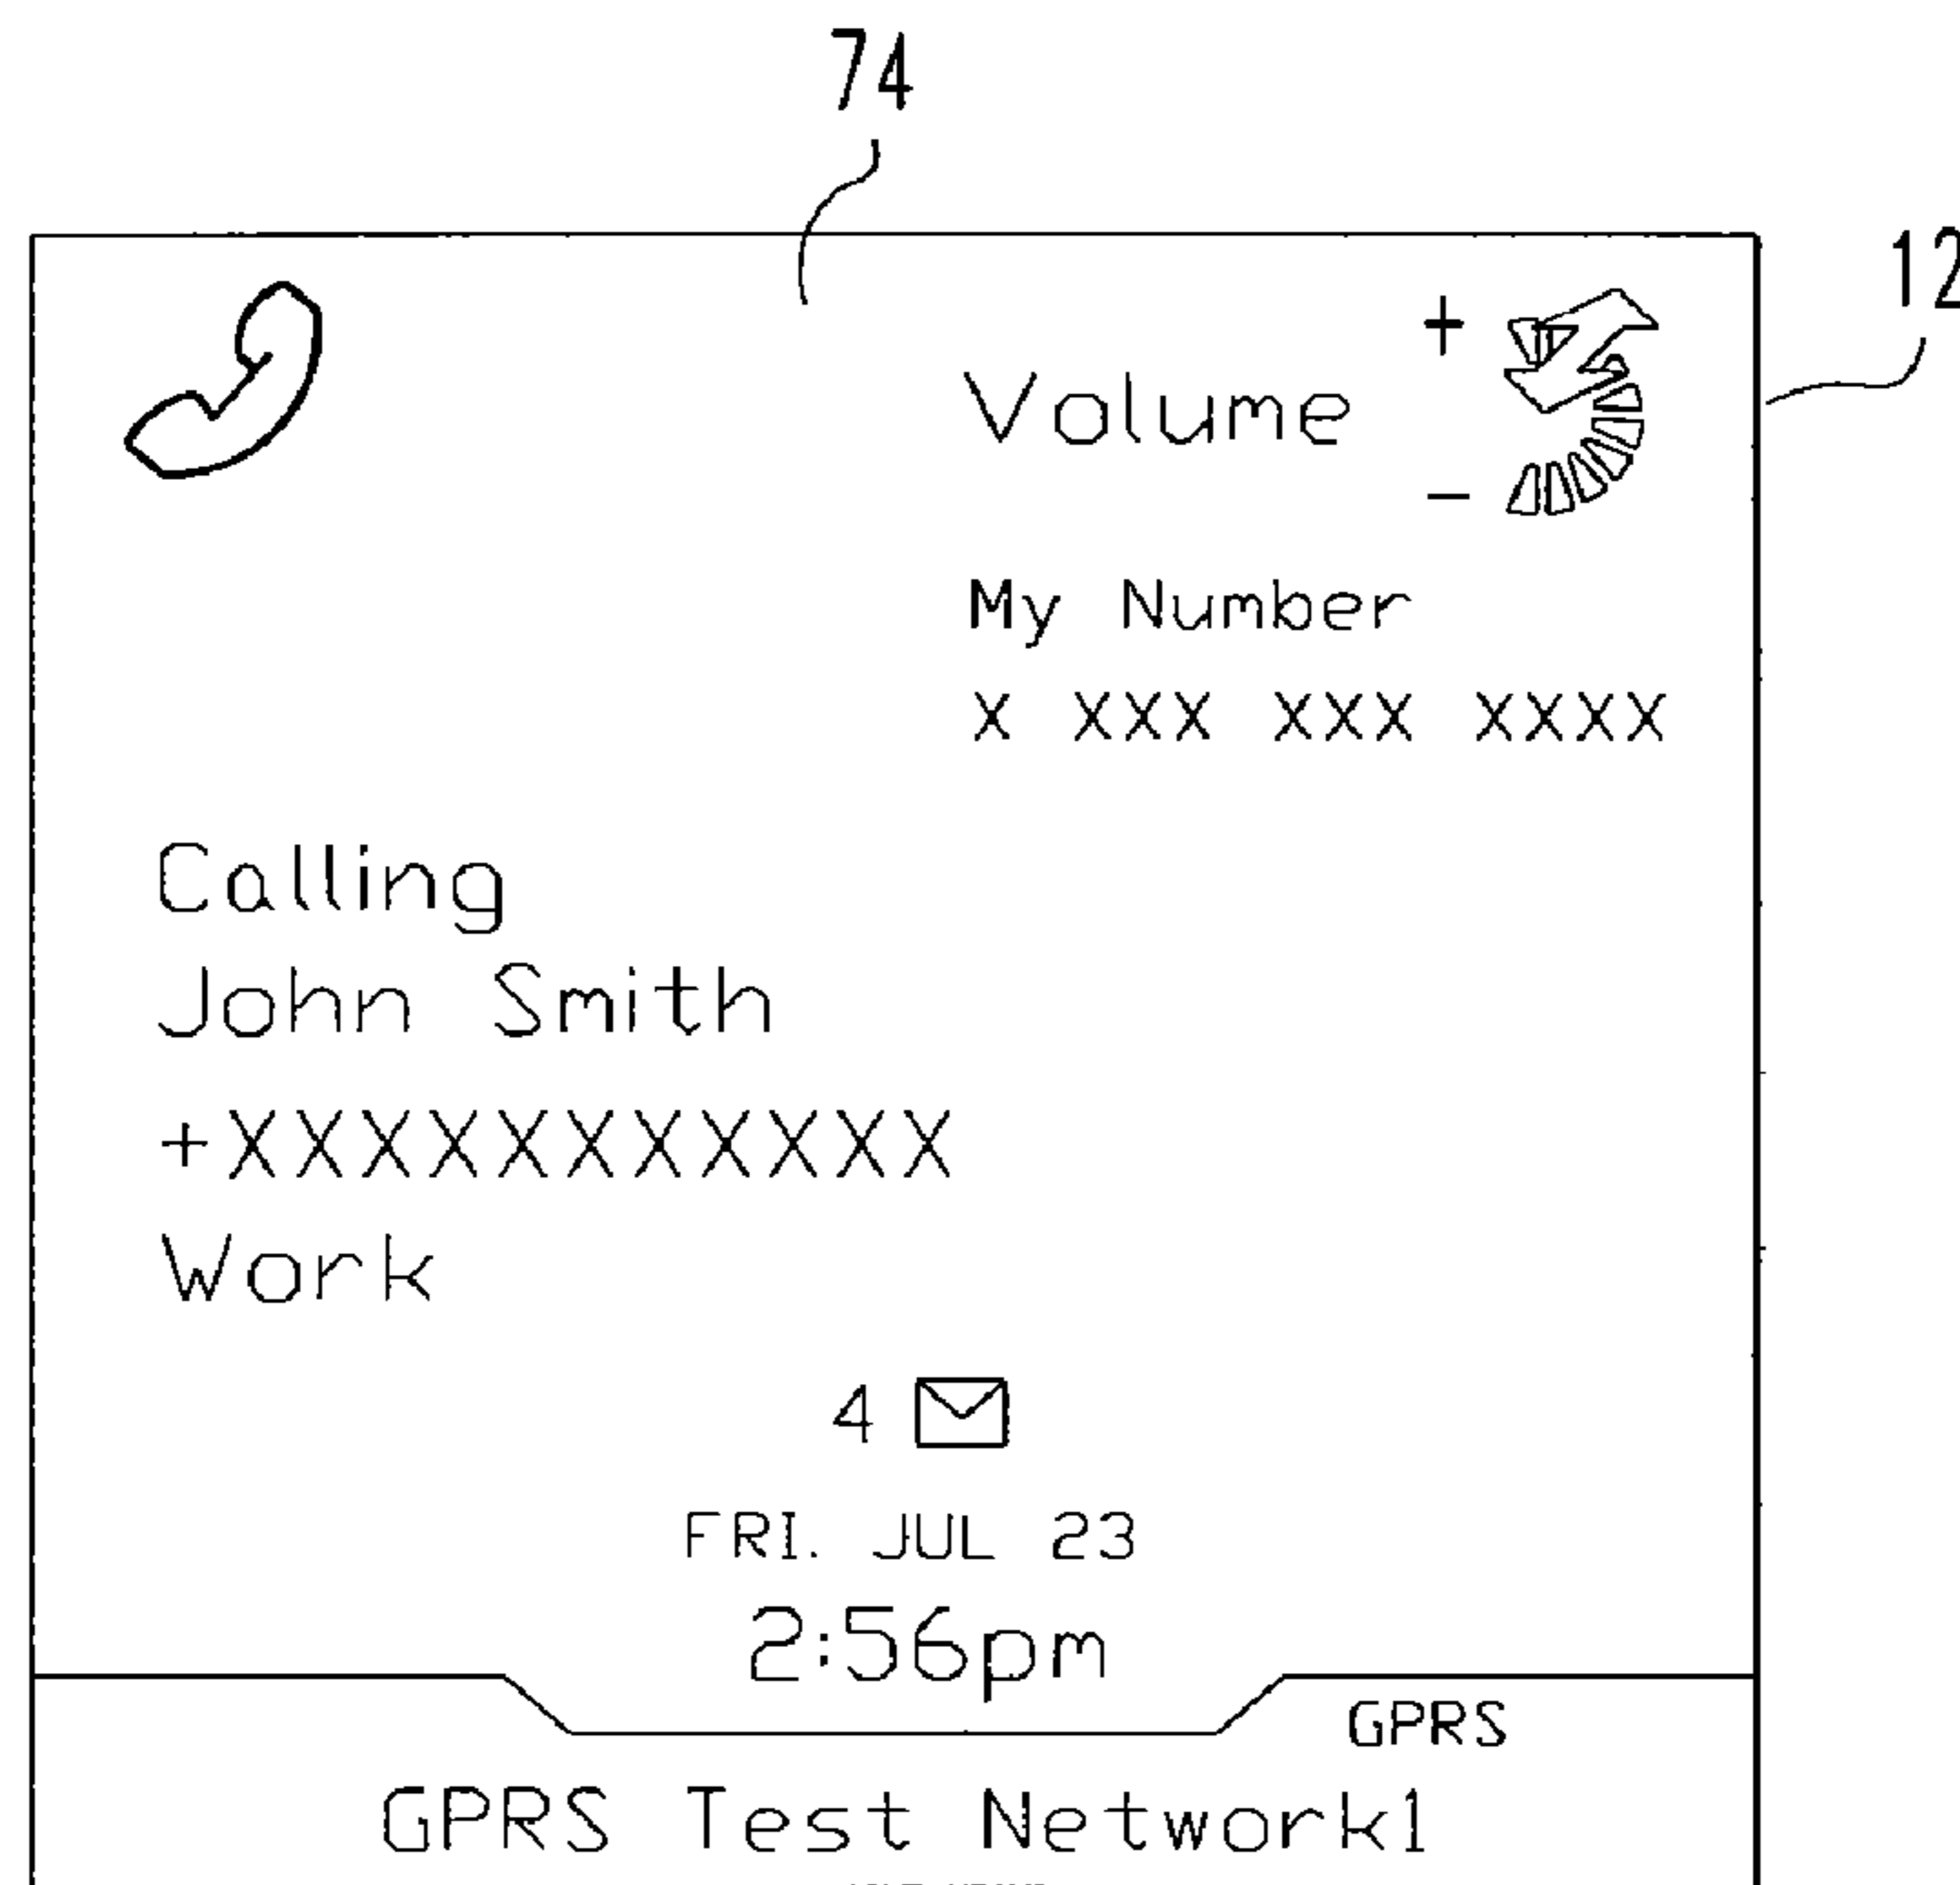 74
12
+
Volume
-
My Number
X XXX XXX XXXX
Calling
John Smith
+XXXXXXXXXXX
Work
4
FRI. JUL 23
2:56pm
GPRS
GPRS Test Network1